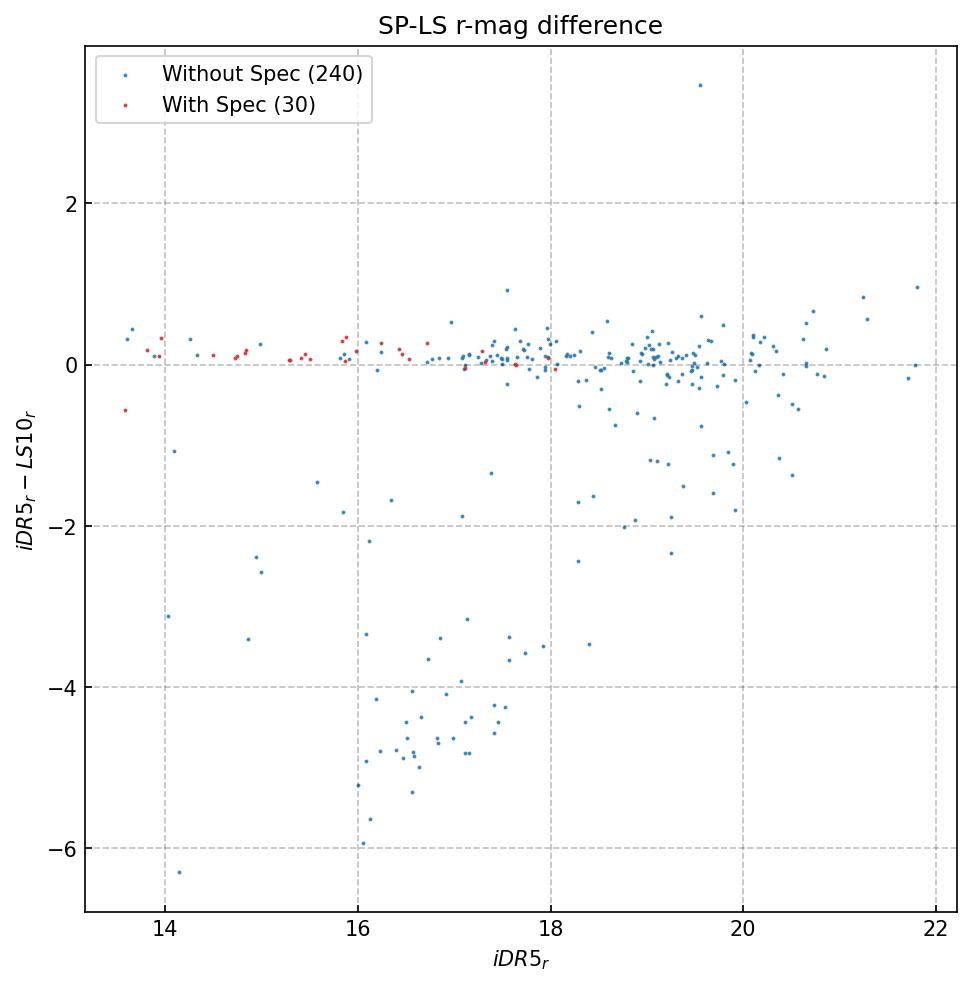 SP-LS r-mag difference
Without Spec (240)
With Spec (30)
2
0
−2
−4
−6
iDR5r − LS10r
14
16
18
20
22
iDR5r